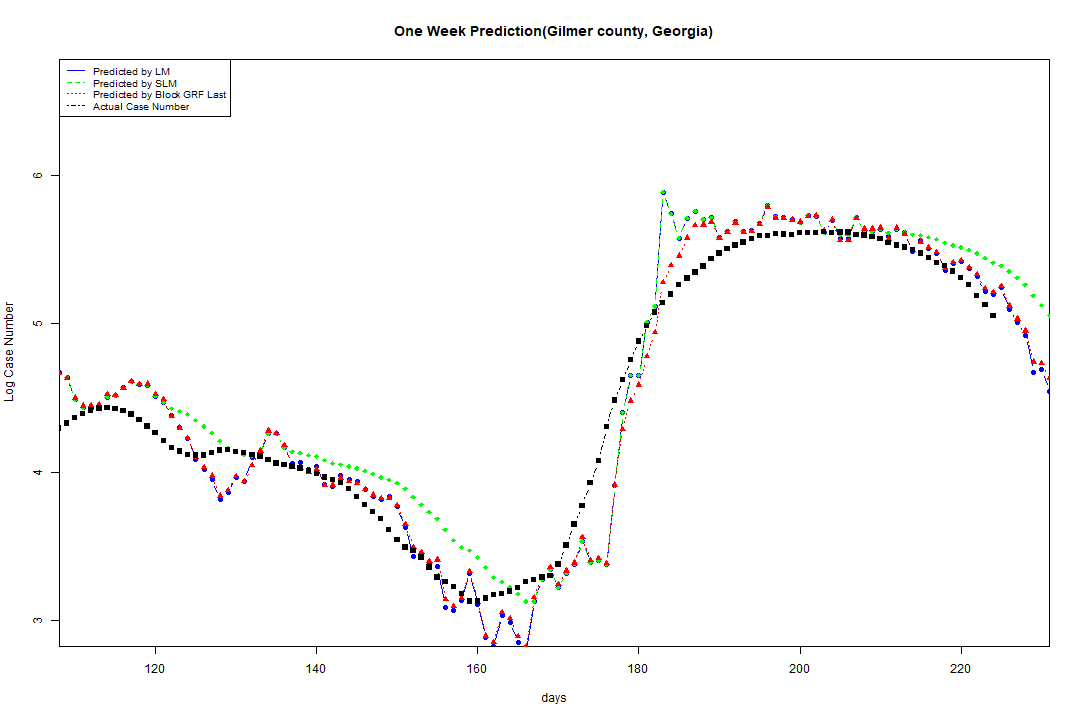 One Week Prediction(Gilmer county, Georgia)
Predicted by LM
Predicted by SLM
Predicted by Block GRF Last
Actual Case Number
Log Case Number
6
5
4
3
120 140 160 180 200 220
days